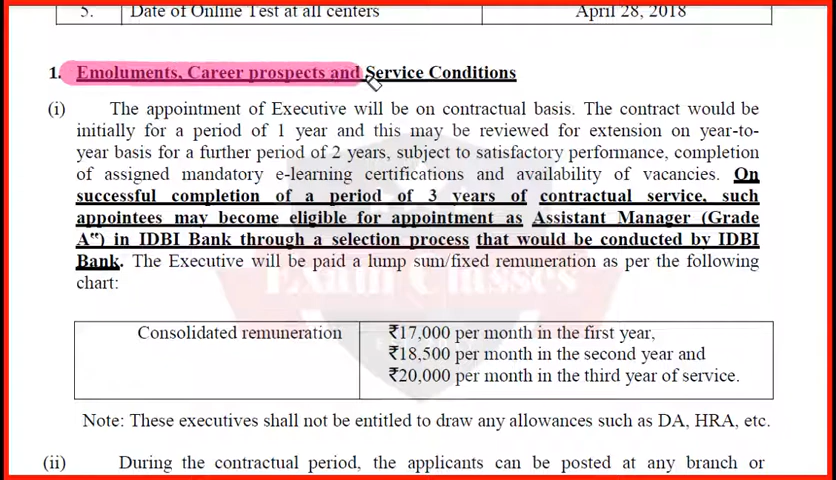 5. Date of Online Test at all centers April 28, 2018
1. Emoluments, Career prospects and Service Conditions
(i) The appointment of Executive will be on contractual basis. The contract would be
initially for a period of 1 year and this may be reviewed for extension on year-to-
year basis for a further period of 2 years, subject to satisfactory performance, completion
of assigned mandatory e-learning certifications and availability of vacancies. On
successful completion of a period of 3 years of contractual service, such
appointees may become eligible for appointment as Assistant Manager (Grade
A‟) in IDBI Bank through a selection process that would be conducted by IDBI
Bank. The Executive will be paid a lump sum/fixed remuneration as per the following
chart:
Consolidated remuneration ₹17,000 per month in the first year,
₹18,500 per month in the second year and
₹20,000 per month in the third year of service.
Note: These executives shall not be entitled to draw any allowances such as DA, HRA, etc.
(ii) During the contractual period, the applicants can be posted at any branch or
Exam Classes